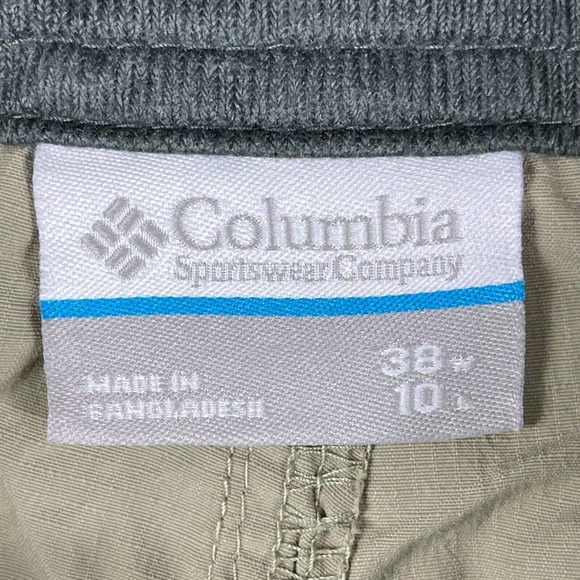 Columbia
Sportswear Company
38 W
MADE IN
10 L
BANGLADESH